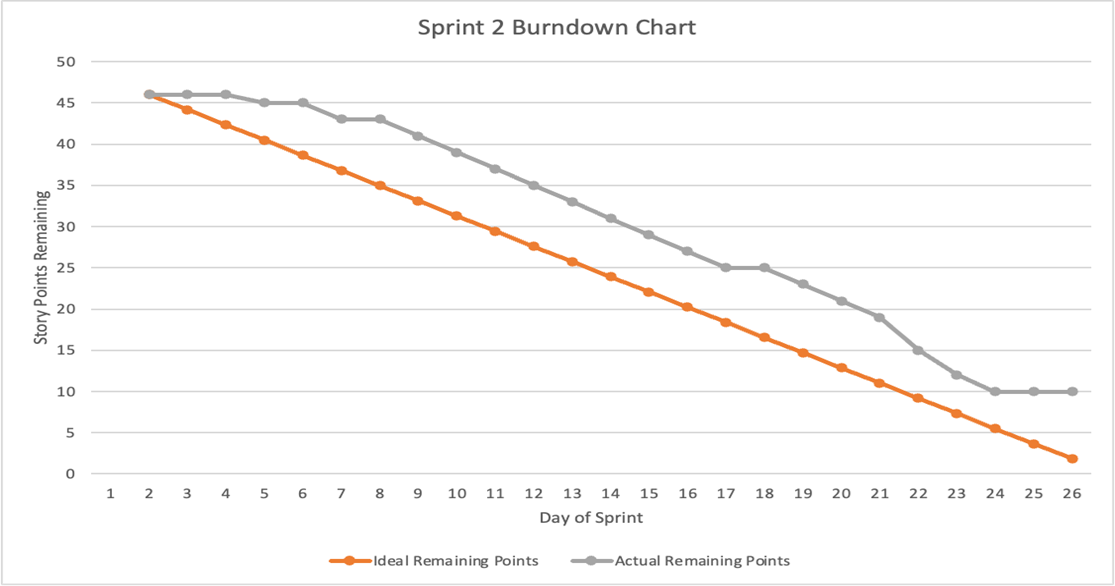 Sprint 2 Burndown Chart
Story Points Remaining
50
45
40
35
30
25
20
15
10
5
0
1 2 3 4 5 6 7 8 9 10 11 12 13 14 15 16 17 18 19 20 21 22 23 24 25 26
Day of Sprint
Ideal Remaining Points Actual Remaining Points